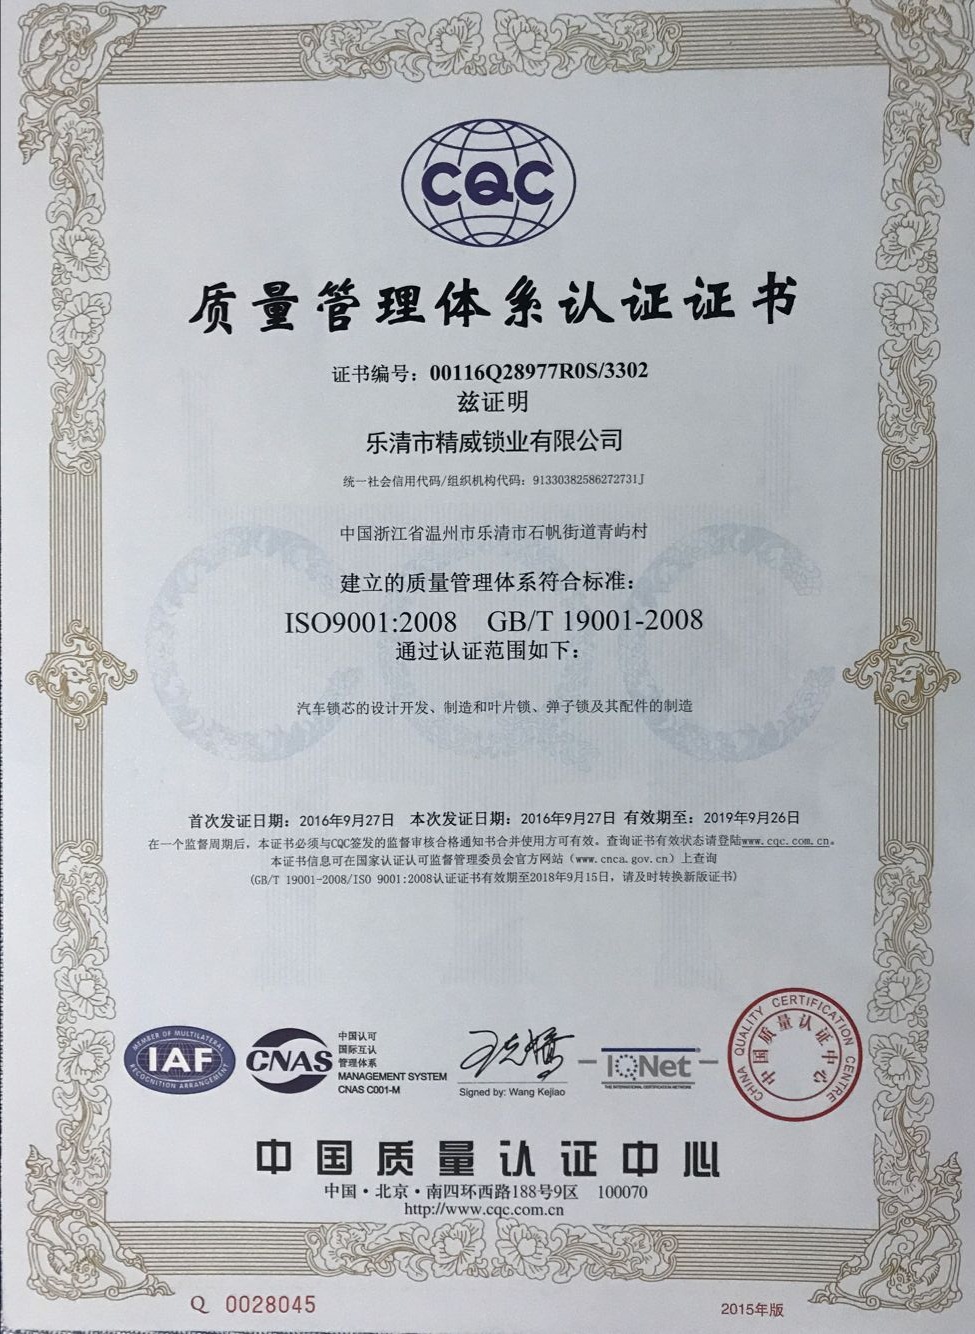 CQC
质量管理体系认证证书
证书编号：00116Q28977R0S/3302
兹证明
乐清市精威锁业有限公司
统一社会信用代码/组织机构代码：91330382586272731J
中国浙江省温州市乐清市石帆街道青屿村
建立的质量管理体系符合标准：
ISO9001:2008 GB/T 19001-2008
通过认证范围如下：
汽车锁芯的设计开发、制造和叶片锁、弹子锁及其配件的制造
首次发证日期：2016年9月27日 本次发证日期：2016年9月27日 有效期至：2019年9月26日
在一个监督周期后，本证书必须与CQC签发的监督审核合格通知书合并使用方可有效。查询证书有效状态请登陆www.cqc.com.cn。
本证书信息可在国家认证认可监督管理委员会官方网站（www.cnca.gov.cn）上查询
(GB/T 19001-2008/ISO 9001:2008认证证书有效期至2018年9月15日，请及时转换新版证书)
MEMBER OF MULTILATERAL
IAF
RECOGNITION ARRANGEMENT
CNAS
中国认可
国际互认
管理体系
MANAGEMENT SYSTEM
CNAS C001-M
王克娇
Signed by: Wang Kejiao
IQNet
THE INTERNATIONAL CERTIFICATION NETWORK
CHINA QUALITY CERTIFICATION CENTRE
中国质量认证中心
中国质量认证中心
中国·北京·南四环西路188号9区 100070
http://www.cqc.com.cn
Q 0028045
2015年版